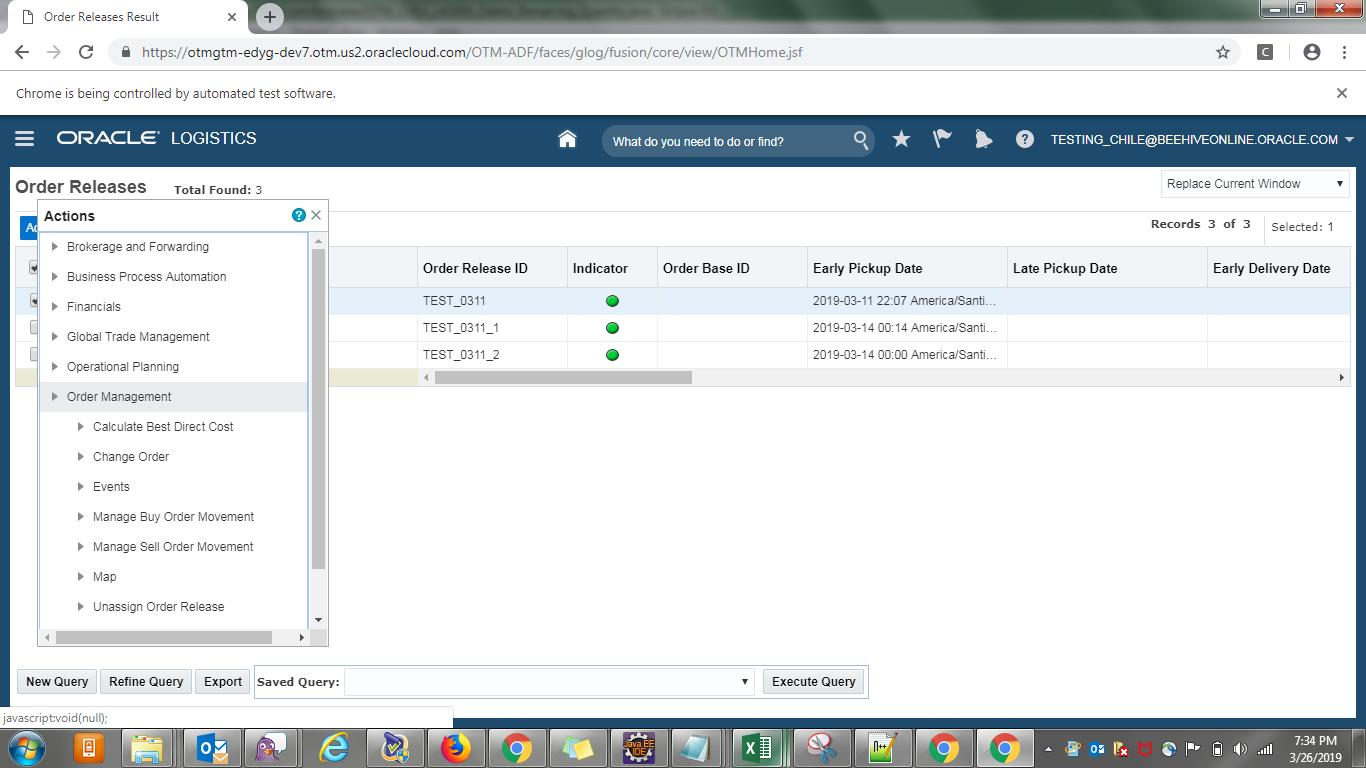 Order Releases Result
https://otmgtm-edyg-dev7.otm.us2.oraclecloud.com/OTM-ADF/faces/glog/fusion/core/view/OTMHome.jsf
C
Chrome is being controlled by automated test software.
ORACLE LOGISTICS
What do you need to do or find?
TESTING_CHILE@BEEHIVEONLINE.ORACLE.COM
Order Releases Total Found: 3
Replace Current Window
Actions
Records 3 of 3 Selected: 1
Brokerage and Forwarding
Business Process Automation
Financials
Global Trade Management
Operational Planning
Order Management
Calculate Best Direct Cost
Change Order
Events
Manage Buy Order Movement
Manage Sell Order Movement
Map
Unassign Order Release
Order Release ID Indicator Order Base ID Early Pickup Date Late Pickup Date Early Delivery Date
TEST_0311 2019-03-11 22:07 America/Santi...
TEST_0311_1 2019-03-14 00:14 America/Santi...
TEST_0311_2 2019-03-14 00:00 America/Santi...
New Query Refine Query Export Saved Query: Execute Query
javascript:void(null);
Java EE
IDE
7:34 PM
3/26/2019